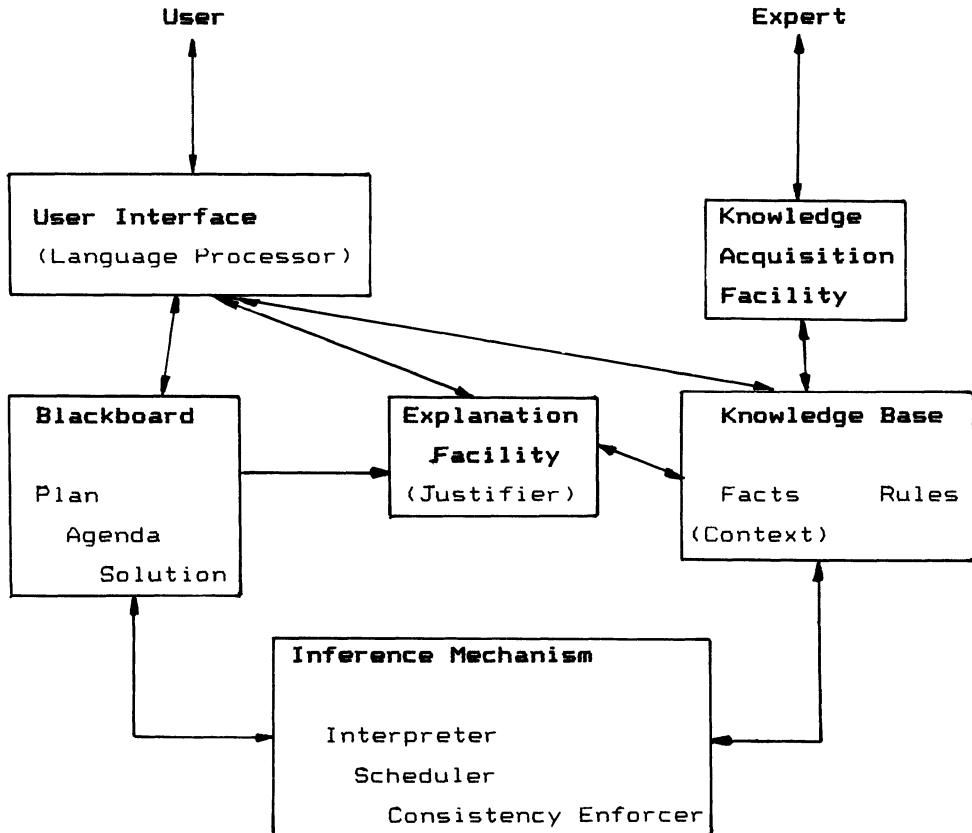 User
Expert
User Interface
(Language Processor)
Knowledge
Acquisition
Facility
Blackboard
Plan
Agenda
Solution
Explanation
Facility
(Justifier)
Knowledge Base
Facts Rules
(Context)
Inference Mechanism
Interpreter
Scheduler
Consistency Enforcer